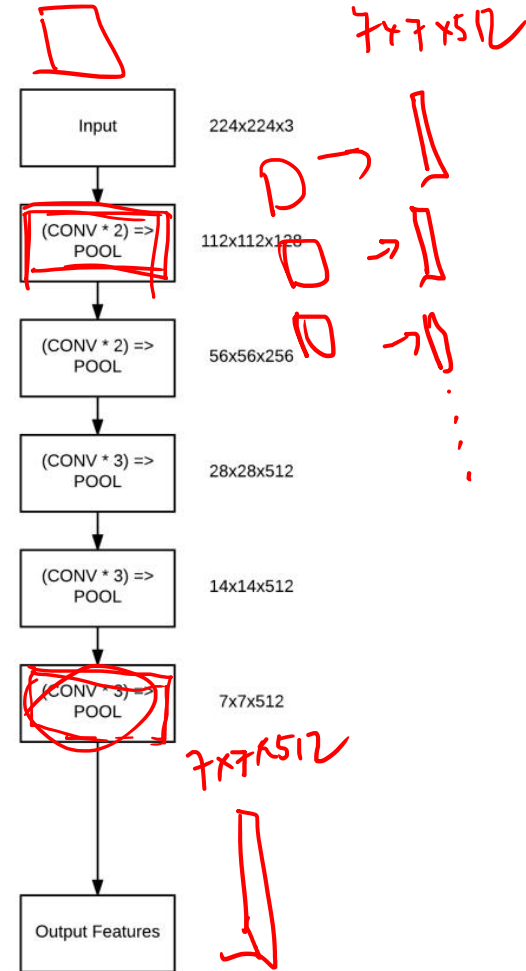 7x7x512
Input
224x224x3
(CONV * 2) =>
POOL
112x112x128
(CONV * 2) =>
POOL
56x56x256
(CONV * 3) =>
POOL
28x28x512
(CONV * 3) =>
POOL
14x14x512
(CONV * 3) =>
POOL
7x7x512
7x7x512
Output Features